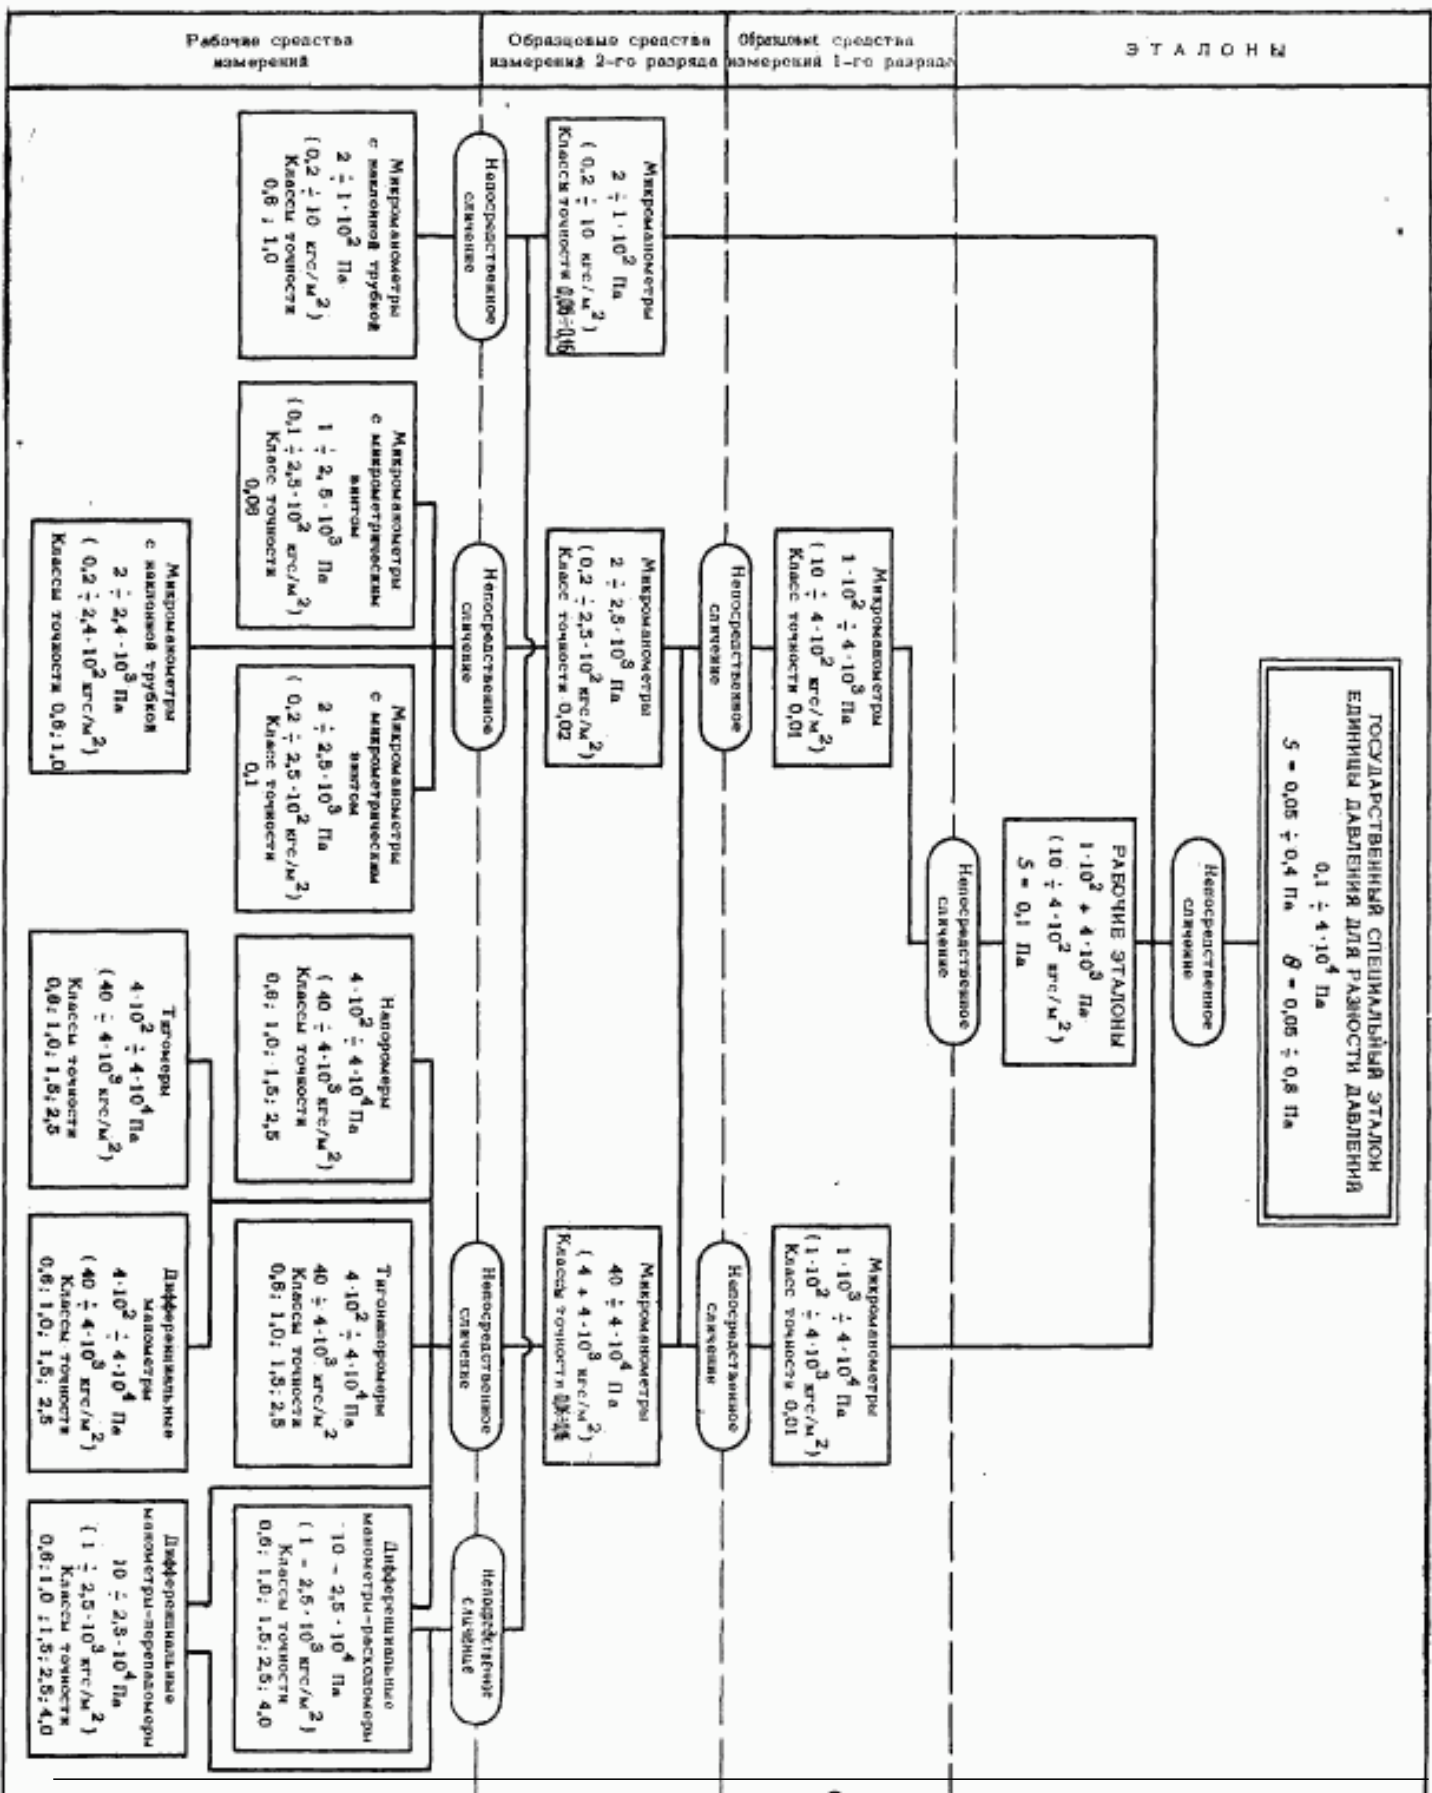 ЭТАЛОНЫ
ГОСУДАРСТВЕННЫЙ СПЕЦИАЛЬНЫЙ ЭТАЛОН
ЕДИНИЦЫ ДАВЛЕНИЯ ДЛЯ РАЗНОСТИ ДАВЛЕНИЙ
0,1 ÷ 4·10⁴ Па
S = 0,05 ÷ 0,4 Па θ = 0,05 ÷ 0,8 Па
Непосредственное
сличение
РАБОЧИЕ ЭТАЛОНЫ
1·10² ÷ 4·10³ Па
(10 ÷ 4·10² кгс/м²)
S = 0,1 Па
Непосредственное
сличение
Образцовые средства
измерений 1-го разряда
Микроманометры
1·10² ÷ 4·10³ Па
(10 ÷ 4·10² кгс/м²)
Класс точности 0,01
Микроманометры
1·10³ ÷ 4·10⁴ Па
(1·10² ÷ 4·10³ кгс/м²)
Класс точности 0,01
Непосредственное
сличение
Непосредственное
сличение
Образцовые средства
измерений 2-го разряда
Микроманометры
2 ÷ 1·10² Па
(0,2 ÷ 10 кгс/м²)
Классы точности
Микроманометры
2 ÷ 2,5·10³ Па
(0,2 ÷ 2,5·10² кгс/м²)
Класс точности 0,02
Микроманометры
40 ÷ 4·10⁴ Па
(4 ÷ 4·10³ кгс/м²)
Классы точности
Непосредственное
сличение
Непосредственное
сличение
Непосредственное
сличение
Непосредственное
сличение
Рабочие средства
измерений
Микроманометры
с наклонной трубкой
2 ÷ 1·10² Па
(0,2 ÷ 10 кгс/м²)
Классы точности
0,6; 1,0
Микроманометры
с микрометрическим
винтом
1 ÷ 2,5·10³ Па
(0,1 ÷ 2,5·10² кгс/м²)
Класс точности
Микроманометры
с микрометрическим
винтом
2 ÷ 2,5·10³ Па
(0,2 ÷ 2,5·10² кгс/м²)
Класс точности
0,1
Напоромеры
4·10² ÷ 4·10⁴ Па
(40 ÷ 4·10³ кгс/м²)
Классы точности
0,6; 1,0; 1,5; 2,5
Тягонапоромеры
4·10² ÷ 4·10⁴ Па
40 ÷ 4·10³ кгс/м²
Классы точности
0,6; 1,0; 1,5; 2,5
Дифференциальные
манометры-расходомеры
10 – 2,5·10⁴ Па
(1 – 2,5·10³ кгс/м²)
Классы точности
0,6; 1,0; 1,5; 2,5; 4,0
Микроманометры
с наклонной трубкой
2 ÷ 2,4·10³ Па
(0,2 ÷ 2,4·10² кгс/м²)
Классы точности 0,6; 1,0
Тягомеры
4·10² ÷ 4·10⁴ Па
(40 ÷ 4·10³ кгс/м²)
Классы точности
0,6; 1,0; 1,5; 2,5
Дифференциальные
манометры
4·10² ÷ 4·10⁴ Па
(40 ÷ 4·10³ кгс/м²)
Классы точности
0,6; 1,0; 1,5; 2,5
Дифференциальные
манометры-перепадомеры
10 ÷ 2,5·10⁴ Па
(1 ÷ 2,5·10³ кгс/м²)
Классы точности
0,6; 1,0; 1,5; 2,5; 4,0